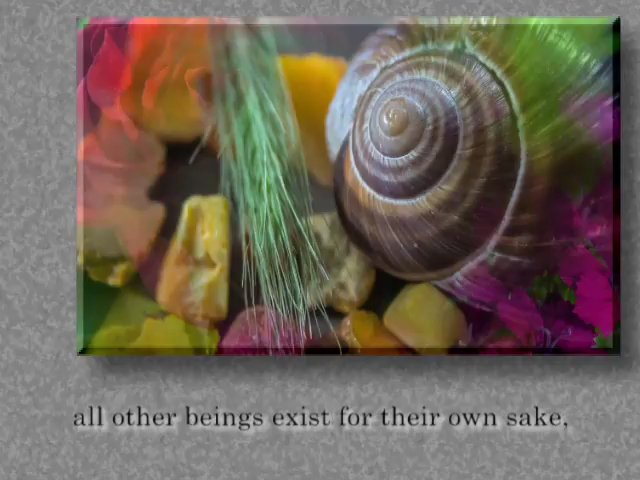 all other beings exist for their own sake,